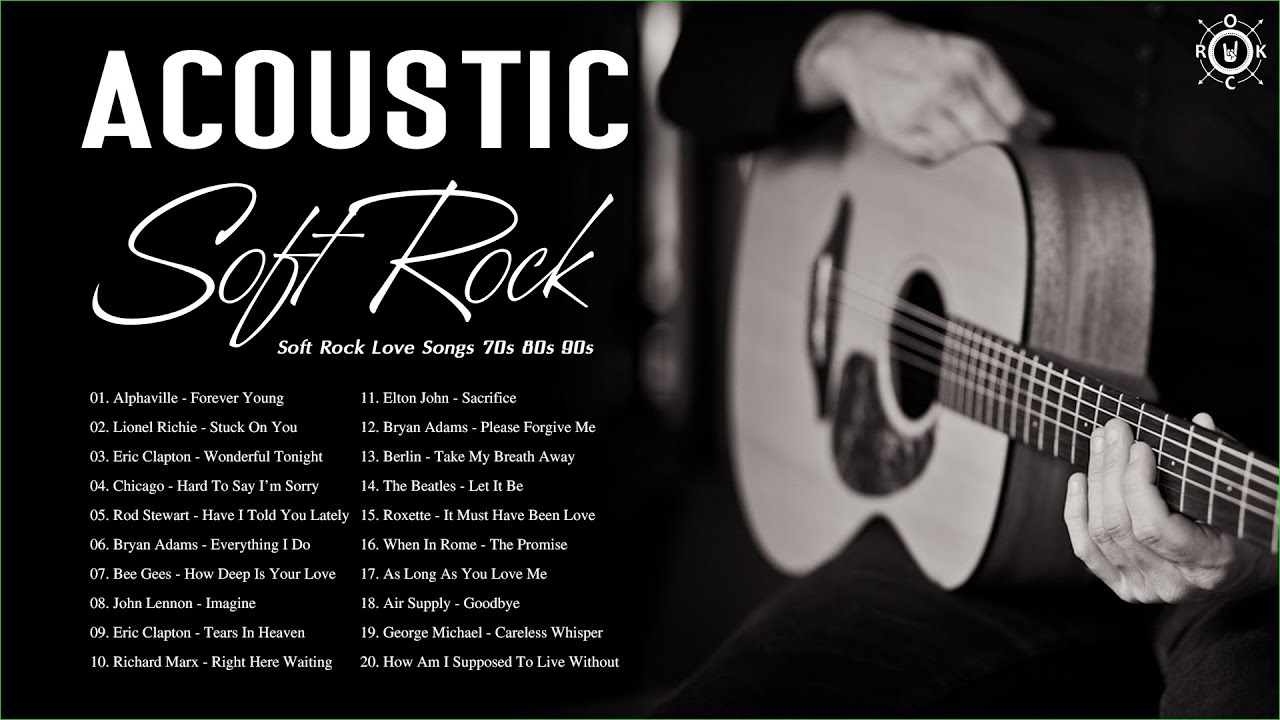 ACOUSTIC
Soft Rock
Soft Rock Love Songs 70s 80s 90s
01. Alphaville - Forever Young
02. Lionel Richie - Stuck On You
03. Eric Clapton - Wonderful Tonight
04. Chicago - Hard To Say I'm Sorry
05. Rod Stewart - Have I Told You Lately
06. Bryan Adams - Everything I Do
07. Bee Gees - How Deep Is Your Love
08. John Lennon - Imagine
09. Eric Clapton - Tears In Heaven
10. Richard Marx - Right Here Waiting
11. Elton John - Sacrifice
12. Bryan Adams - Please Forgive Me
13. Berlin - Take My Breath Away
14. The Beatles - Let It Be
15. Roxette - It Must Have Been Love
16. When In Rome - The Promise
17. As Long As You Love Me
18. Air Supply - Goodbye
19. George Michael - Careless Whisper
20. How Am I Supposed To Live Without
ROCK